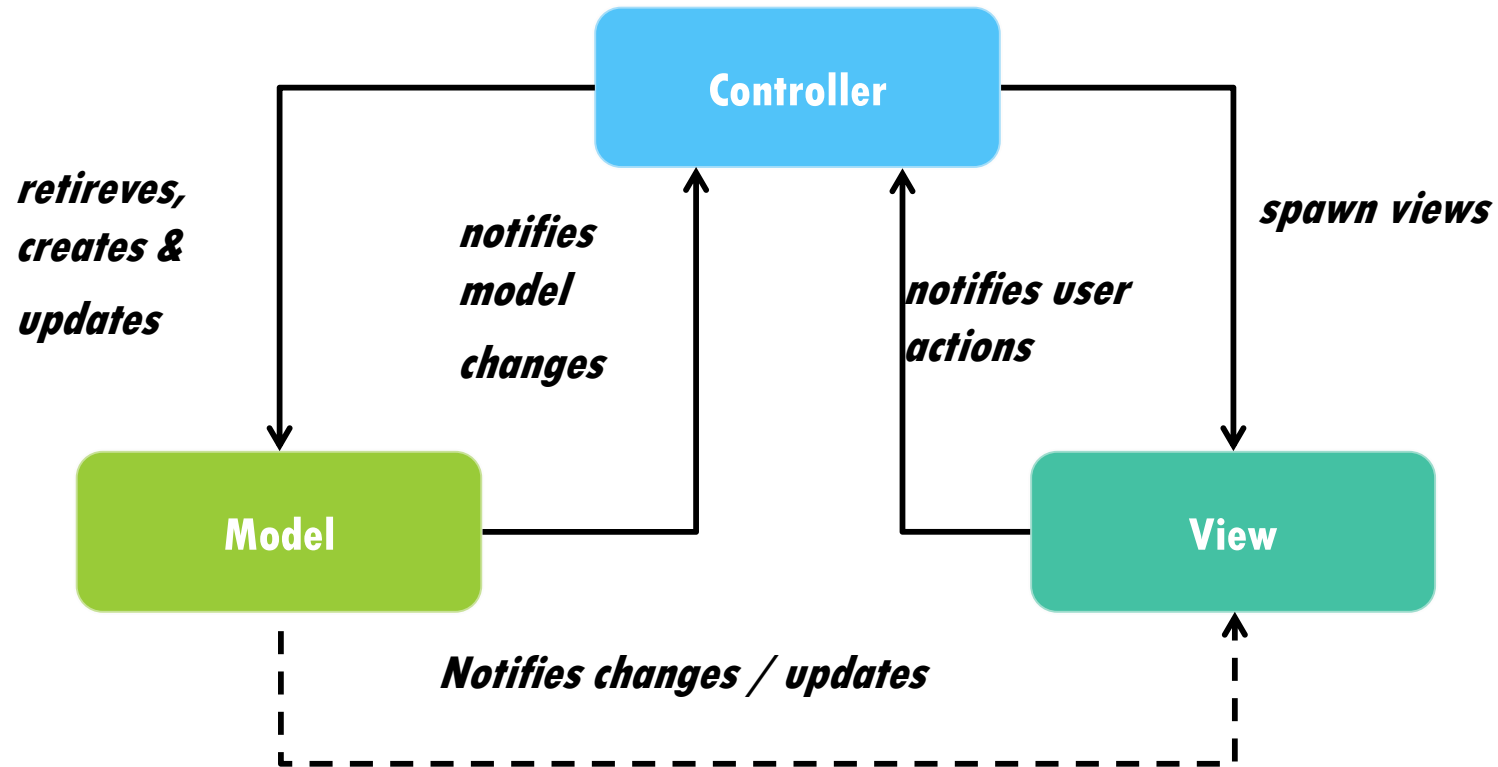 Controller
retireves,
creates &
updates
notifies
model
changes
notifies user
actions
spawn views
Model
View
Notifies changes / updates